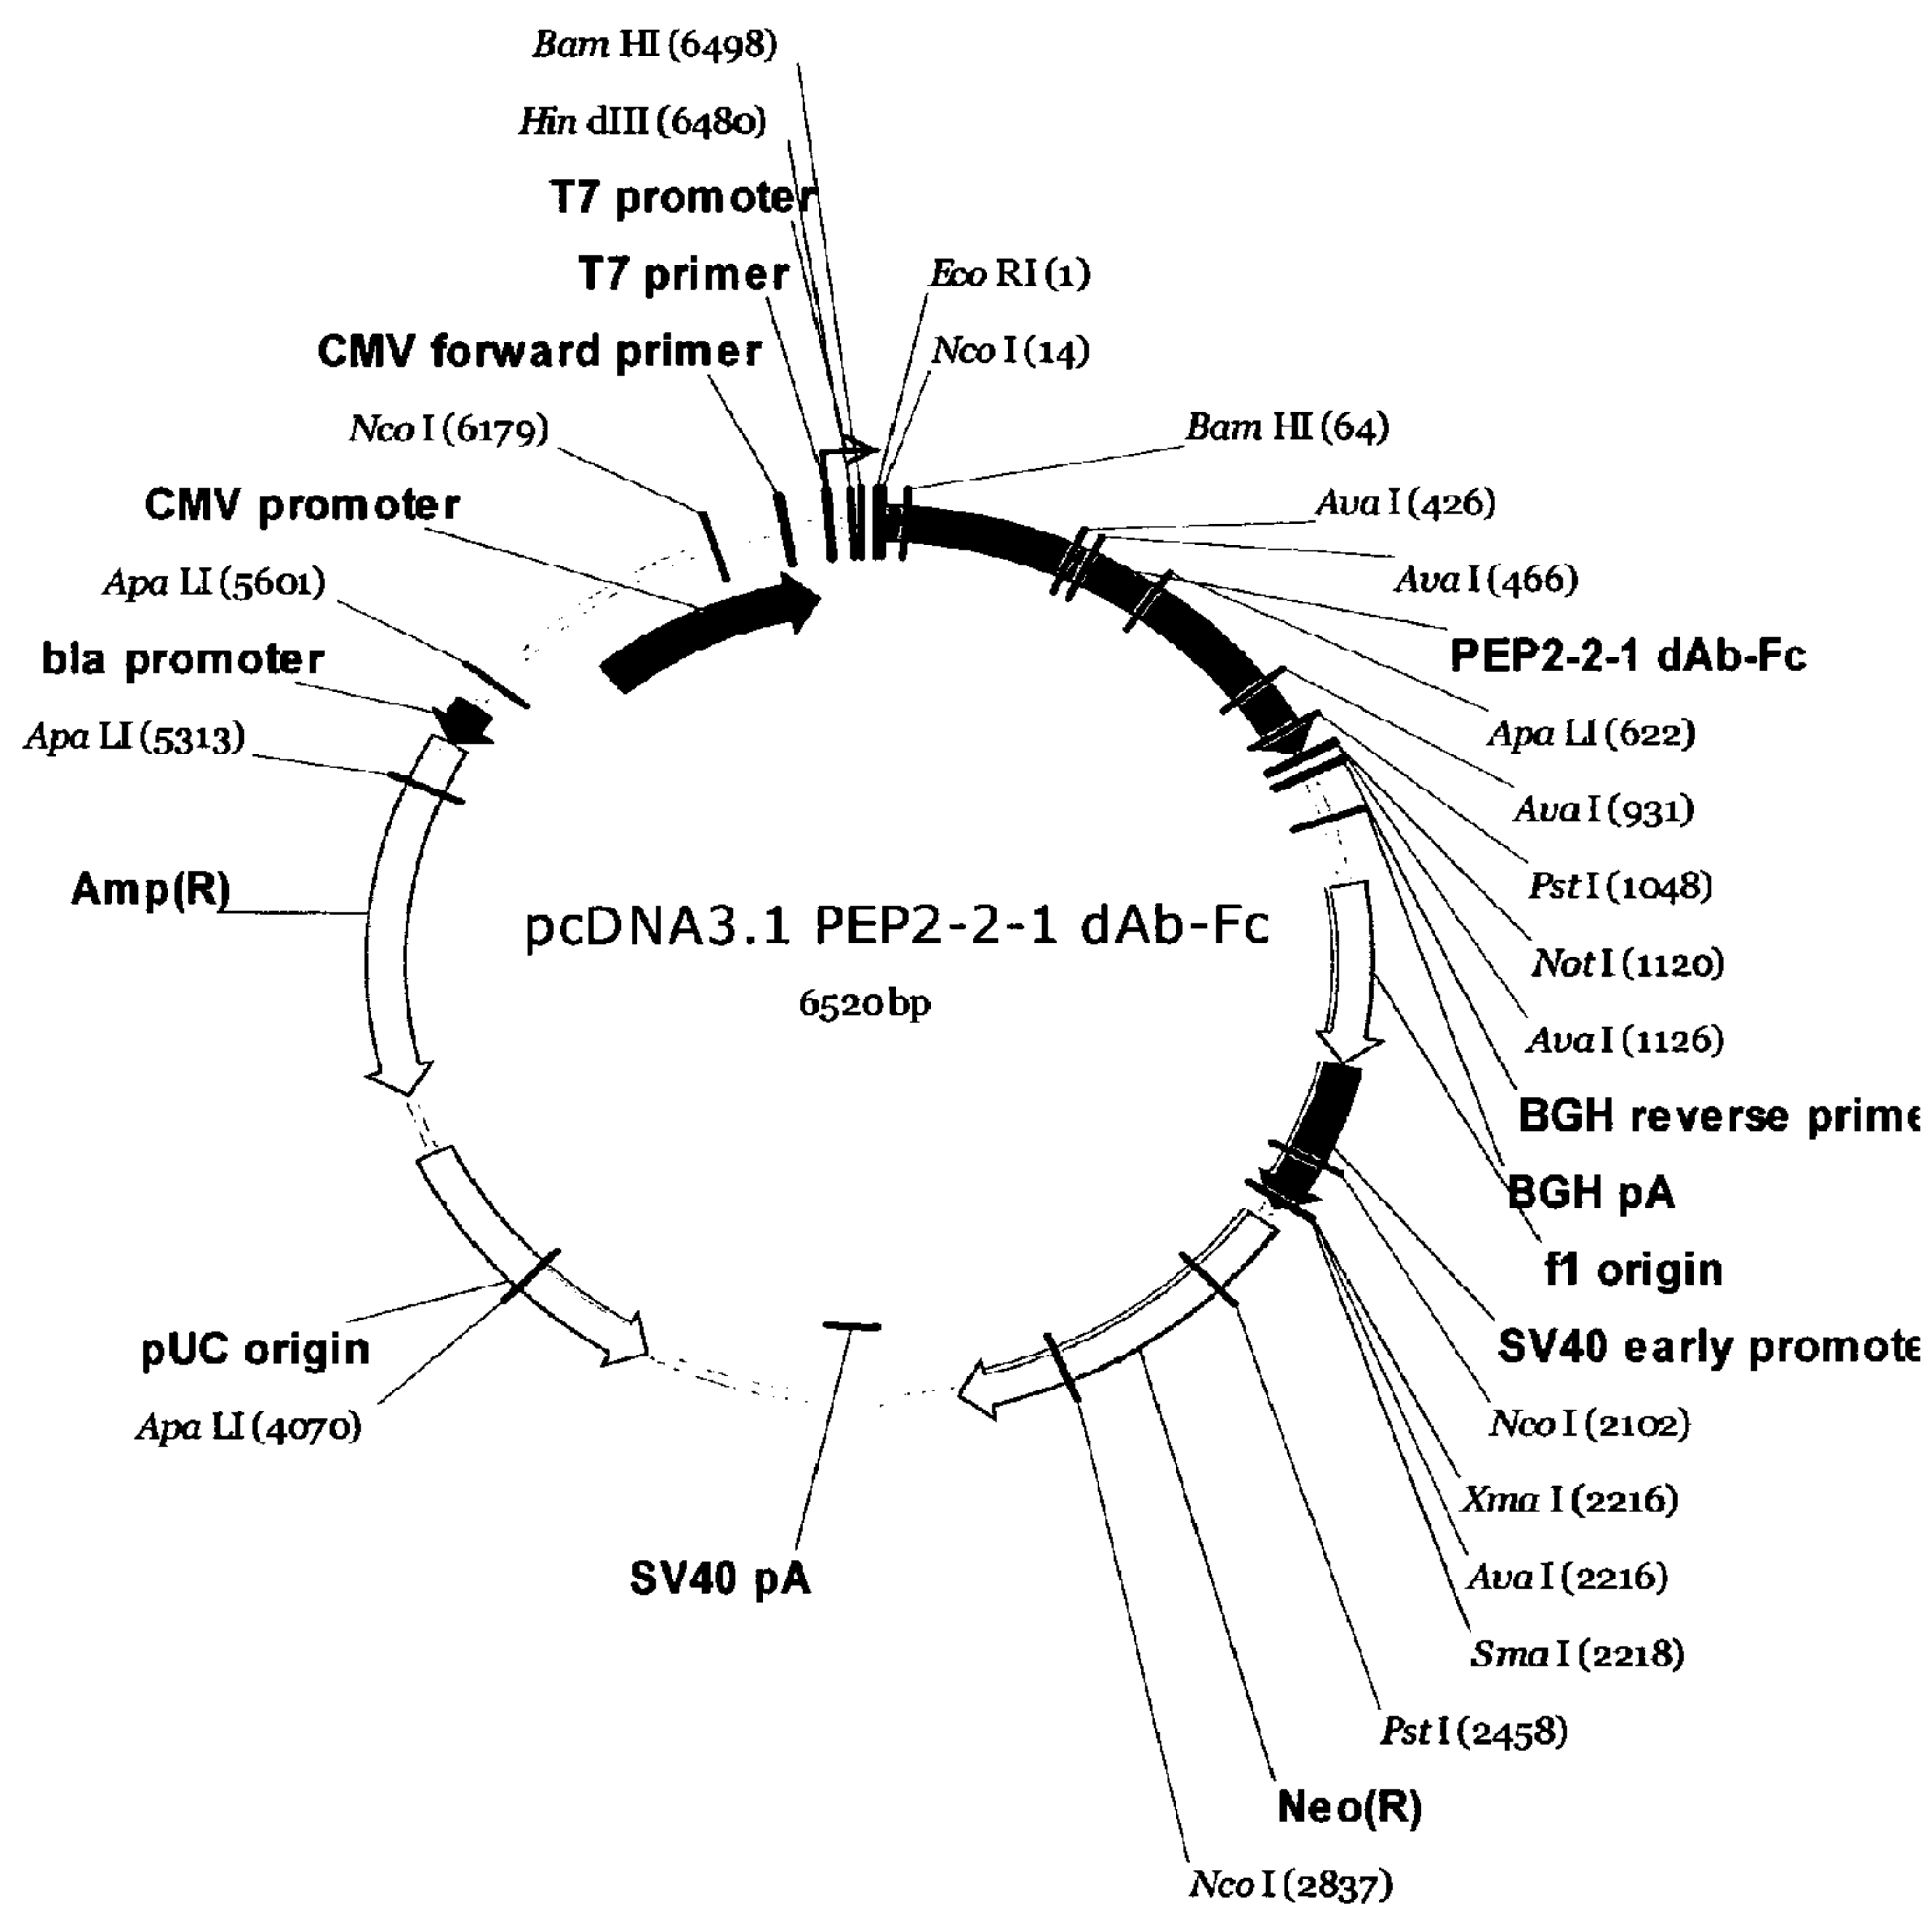 Bam HI (6498)
Hin dIII (6480)
T7 promoter
T7 primer
Eco RI (1)
CMV forward primer
Nco I (14)
Nco I (6179)
Bam HI (64)
CMV promoter
Ava I (426)
Apa LI (5601)
Ava I (466)
bla promoter
PEP2-2-1 dAb-Fc
Apa LI (5313)
Apa LI (622)
Ava I (931)
Amp(R)
Pst I (1048)
pcDNA3.1 PEP2-2-1 dAb-Fc
Not I (1120)
6520 bp
Ava I (1126)
BGH reverse prime
BGH pA
f1 origin
pUC origin
SV40 early promote
Apa LI (4070)
Nco I (2102)
Xma I (2216)
SV40 pA
Ava I (2216)
Sma I (2218)
Pst I (2458)
Neo(R)
Nco I (2837)